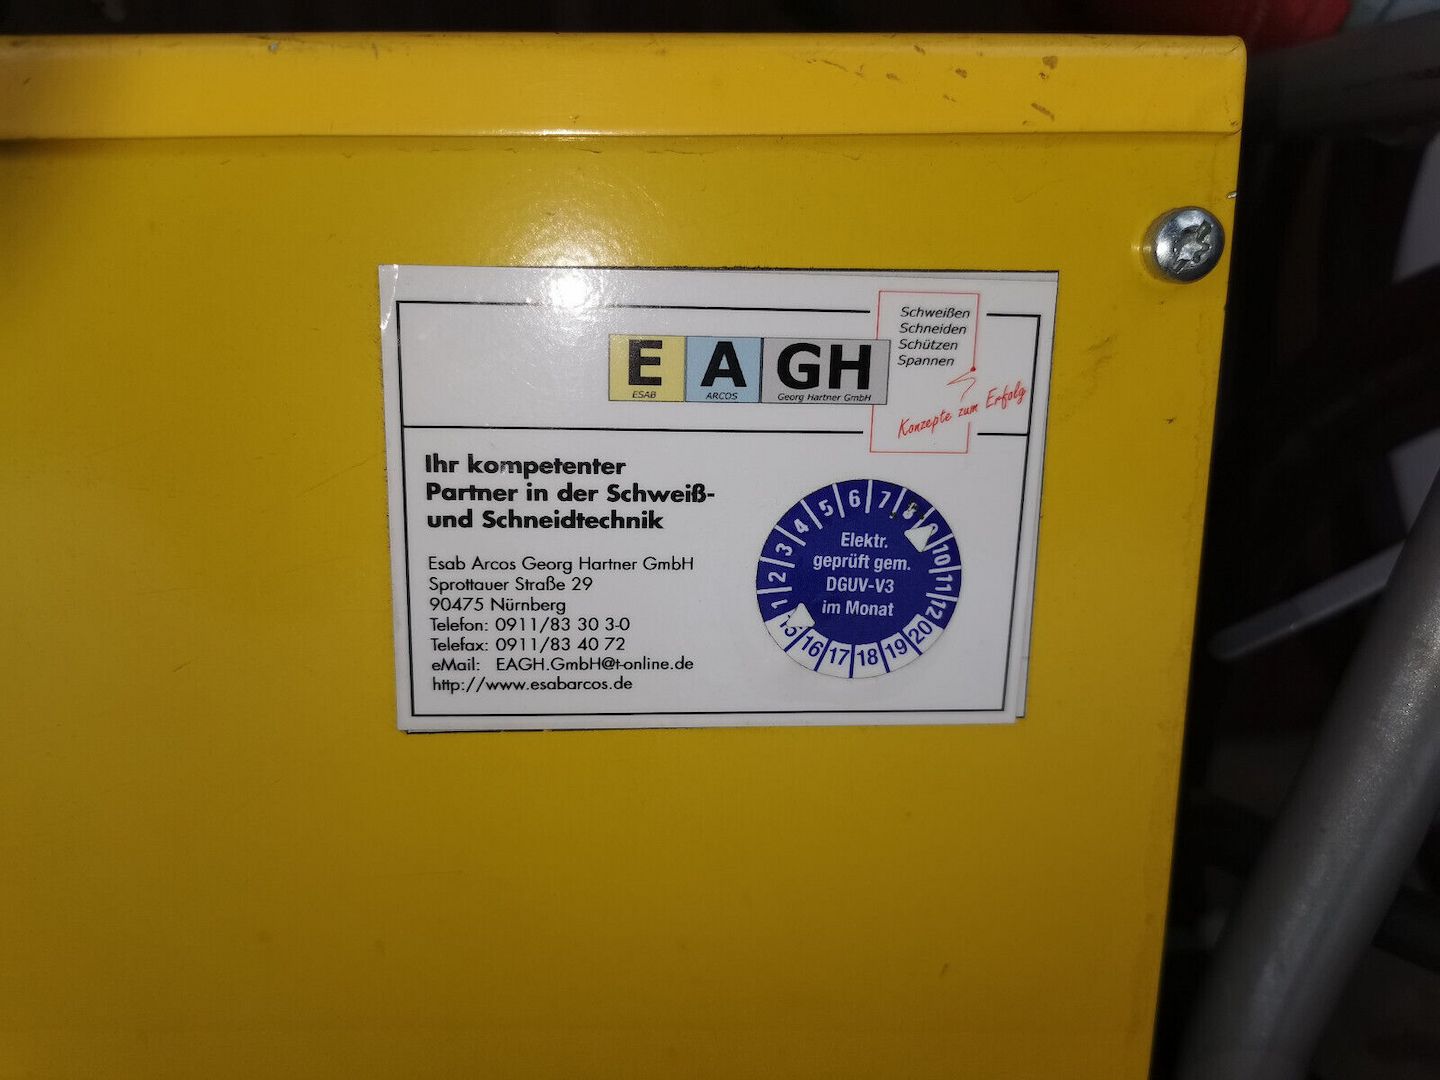 E A GH
ESAB ARCOS Georg Hartner GmbH
Schweißen
Schneiden
Schützen
Spannen
Konzepte zum Erfolg
Ihr kompetenter
Partner in der Schweiß-
und Schneidtechnik
Esab Arcos Georg Hartner GmbH
Sprottauer Straße 29
90475 Nürnberg
Telefon: 0911/83 30 3-0
Telefax: 0911/83 40 72
eMail: EAGH.GmbH@t-online.de
http://www.esabarcos.de
1 2 3 4 5 6 7 8 9 10 11 12
Elektr.
geprüft gem.
DGUV-V3
im Monat
15 16 17 18 19 20